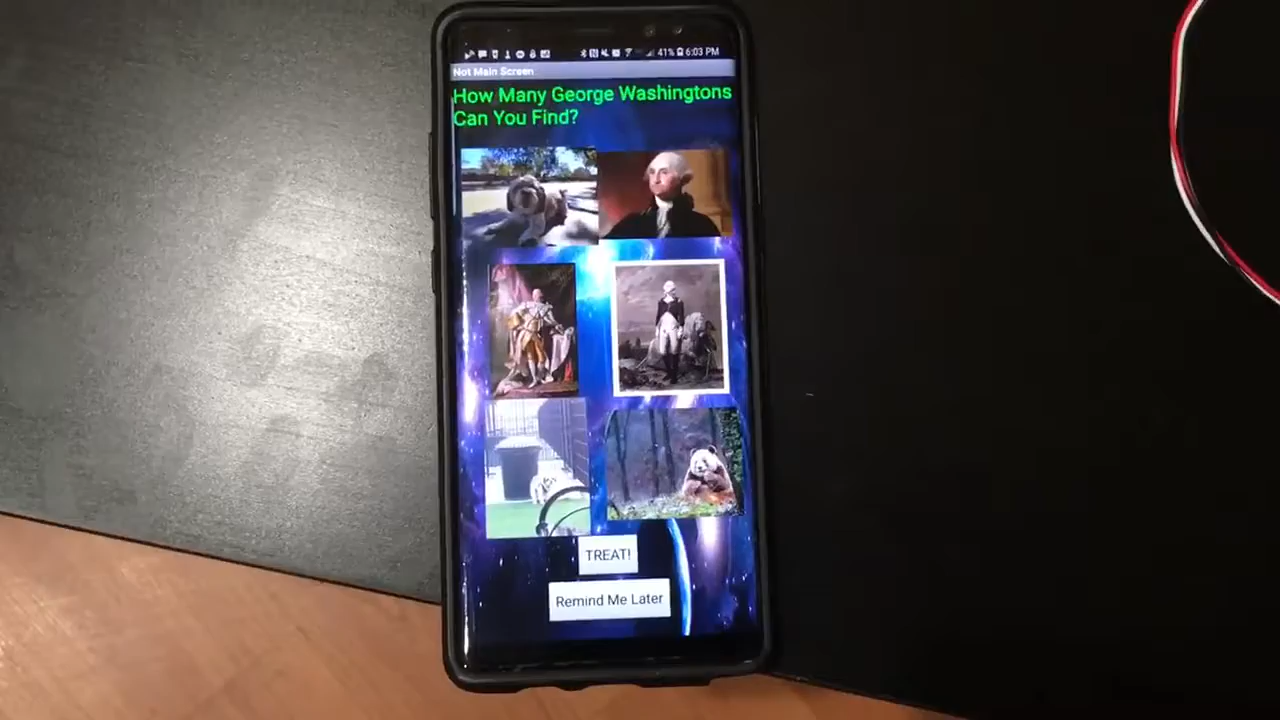 41% 6:03 PM
Not Main Screen
How Many George Washingtons
Can You Find?
TREAT!
Remind Me Later